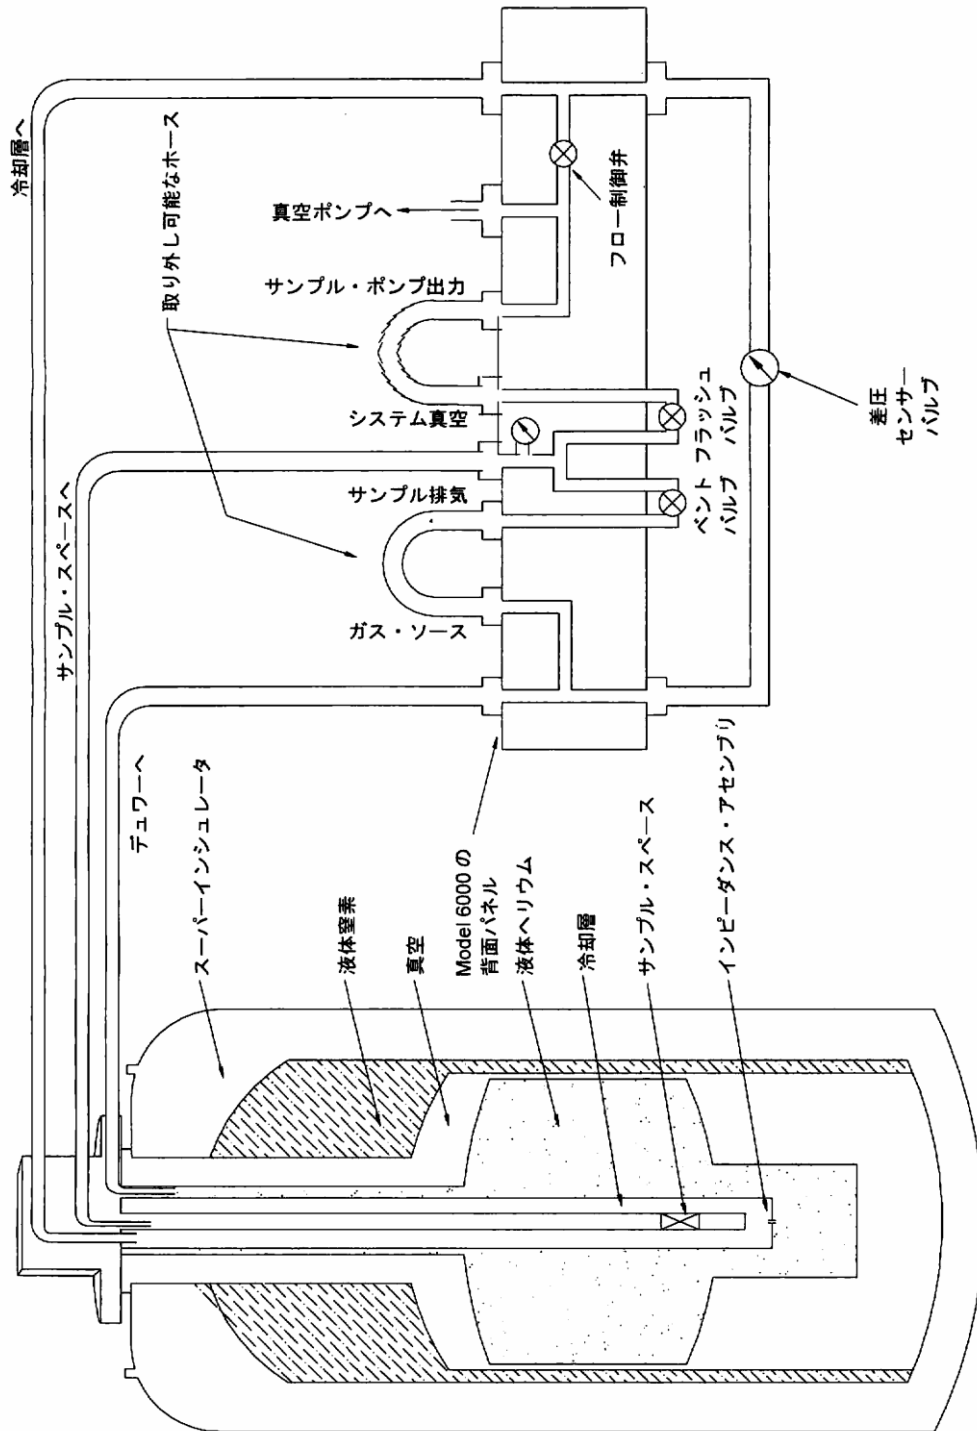 冷却層へ
サンプル・スペースへ
デュワーへ
取り外し可能なホース
真空ポンプへ
サンプル・ポンプ出力
システム真空
サンプル排気
ガス・ソース
フロー制御弁
フラッシュ
バルブ
ベント
バルブ
差圧
センサー
バルブ
スーパーインシュレータ
液体窒素
真空
Model 6000 の
背面パネル
液体ヘリウム
冷却層
サンプル・スペース
インピーダンス・アセンブリ